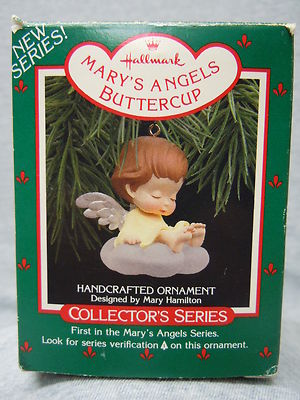 NEW
SERIES!
Hallmark
MARY'S ANGELS
BUTTERCUP
HANDCRAFTED ORNAMENT
Designed by Mary Hamilton
COLLECTOR'S SERIES
First in the Mary's Angels Series.
Look for series verification on this ornament.